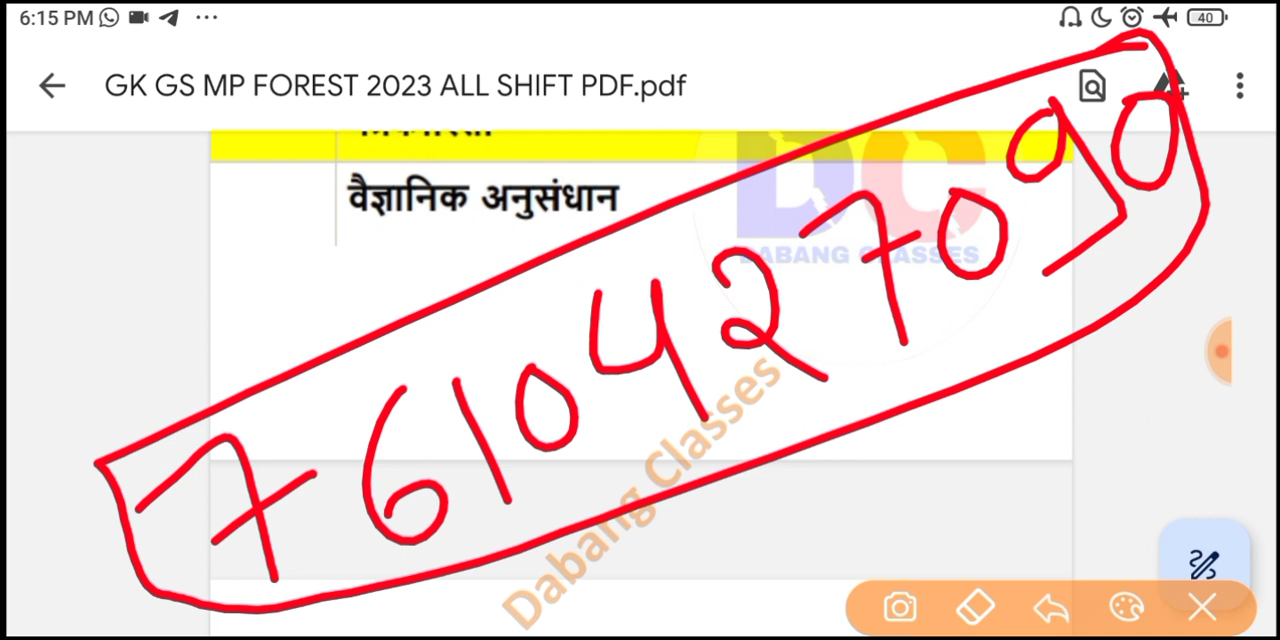 6:15 PM
40
GK GS MP FOREST 2023 ALL SHIFT PDF.pdf
वैज्ञानिक अनुसंधान
DC
DABANG CLASSES
7610427090
Dabang Classes